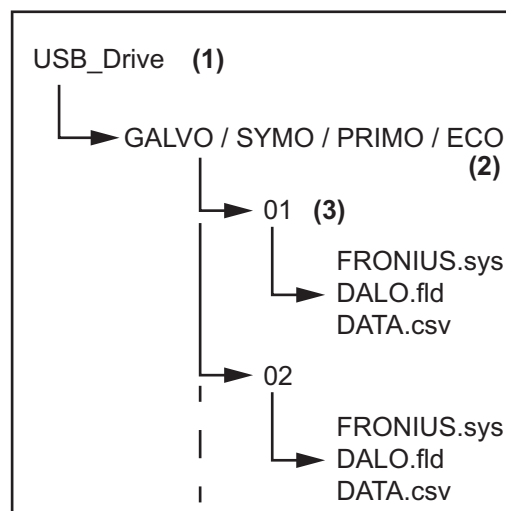 USB_Drive (1)
GALVO / SYMO / PRIMO / ECO
(2)
01 (3)
FRONIUS.sys
DALO.fld
DATA.csv
02
FRONIUS.sys
DALO.fld
DATA.csv